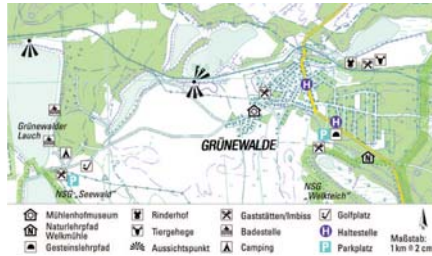 H
H
P
N
P
Grünewalder
Lauch
GRÜNEWALDE
NSG „Seewald“
NSG
„Welkteich“
Mühlenhofmuseum
Naturlehrpfad
Welkmühle
Gesteinslehrpfad
Rinderhof
Tiergehege
Aussichtspunkt
Gaststätten/Imbiss
Badestelle
Camping
Golfplatz
H Haltestelle
P Parkplatz
N
Maßstab:
1 km ≙ 2 cm